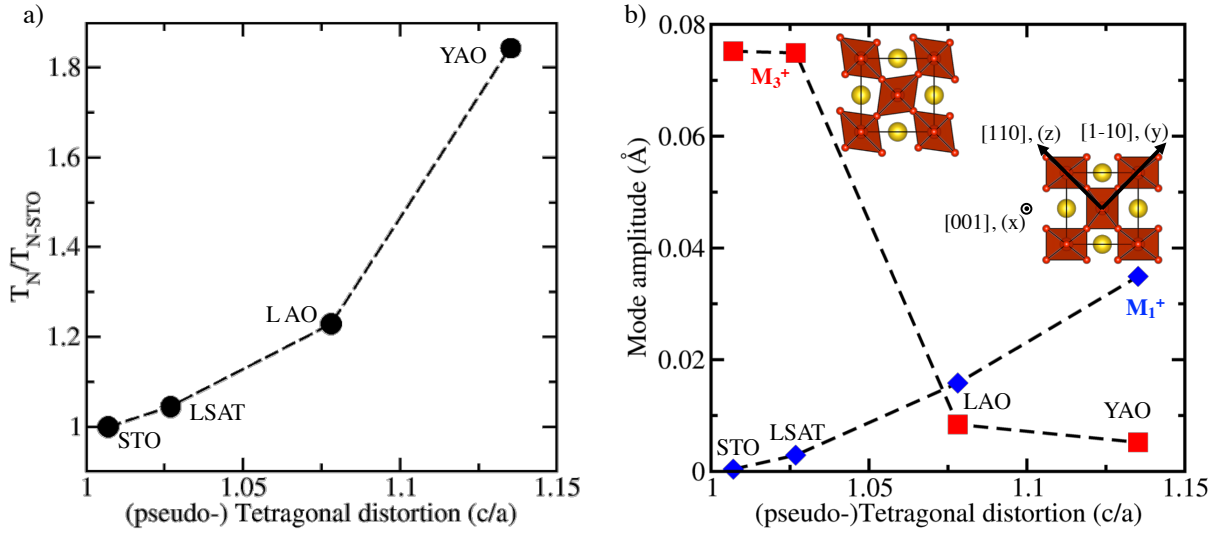 a)
T_N/T_N-STO
1.8
1.6
1.4
1.2
1
YAO
LAO
LSAT
STO
1
1.05
1.1
1.15
(pseudo-) Tetragonal distortion (c/a)
b)
Mode amplitude (Å)
0.08
0.06
0.04
0.02
0
M₃⁺
[110], (z)
[1-10], (y)
[001], (x)
M₁⁺
STO
LSAT
LAO
YAO
1
1.05
1.1
1.15
(pseudo-)Tetragonal distortion (c/a)